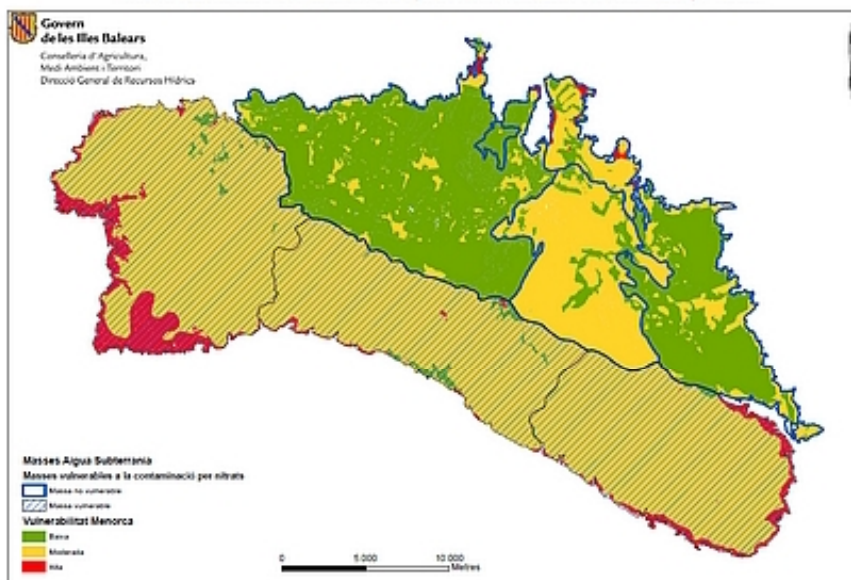 Govern
de les Illes Balears
Conselleria d'Agricultura,
Medi Ambient i Territori
Direcció General de Recursos Hídrics
Masses Aigua Subterrania
Masses vulnerables a la contaminació per nitrats
Massa no vulnerable
Massa vulnerable
Vulnerabilitat Menorca
Baixa
Moderada
Alta
0 5.000 10.000
Metres